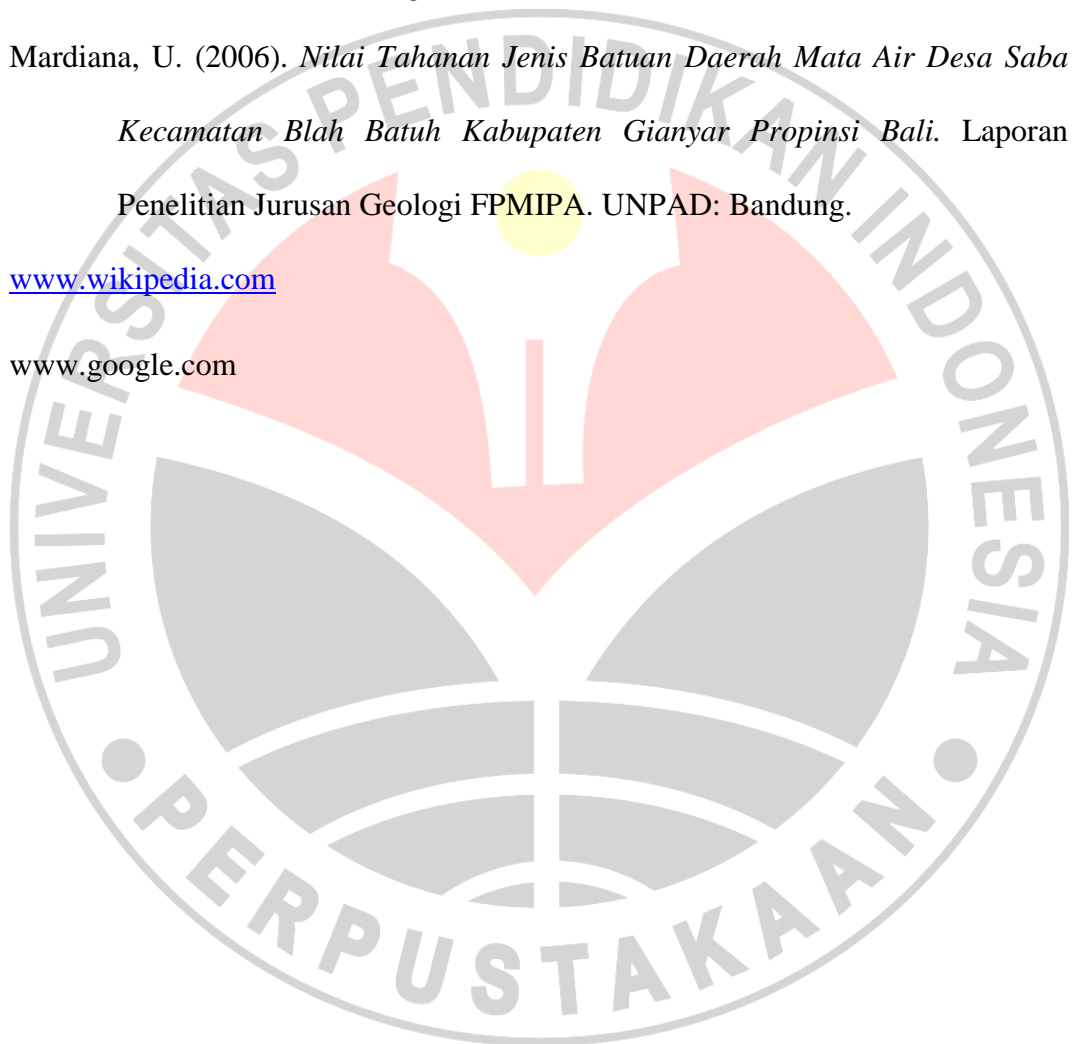 Mardiana, U. (2006). Nilai Tahanan Jenis Batuan Daerah Mata Air Desa Saba
Kecamatan Blah Batuh Kabupaten Gianyar Propinsi Bali. Laporan
Penelitian Jurusan Geologi FPMIPA. UNPAD: Bandung.
www.wikipedia.com
www.google.com
UNIVERSITAS PENDIDIKAN INDONESIA
PERPUSTAKAAN